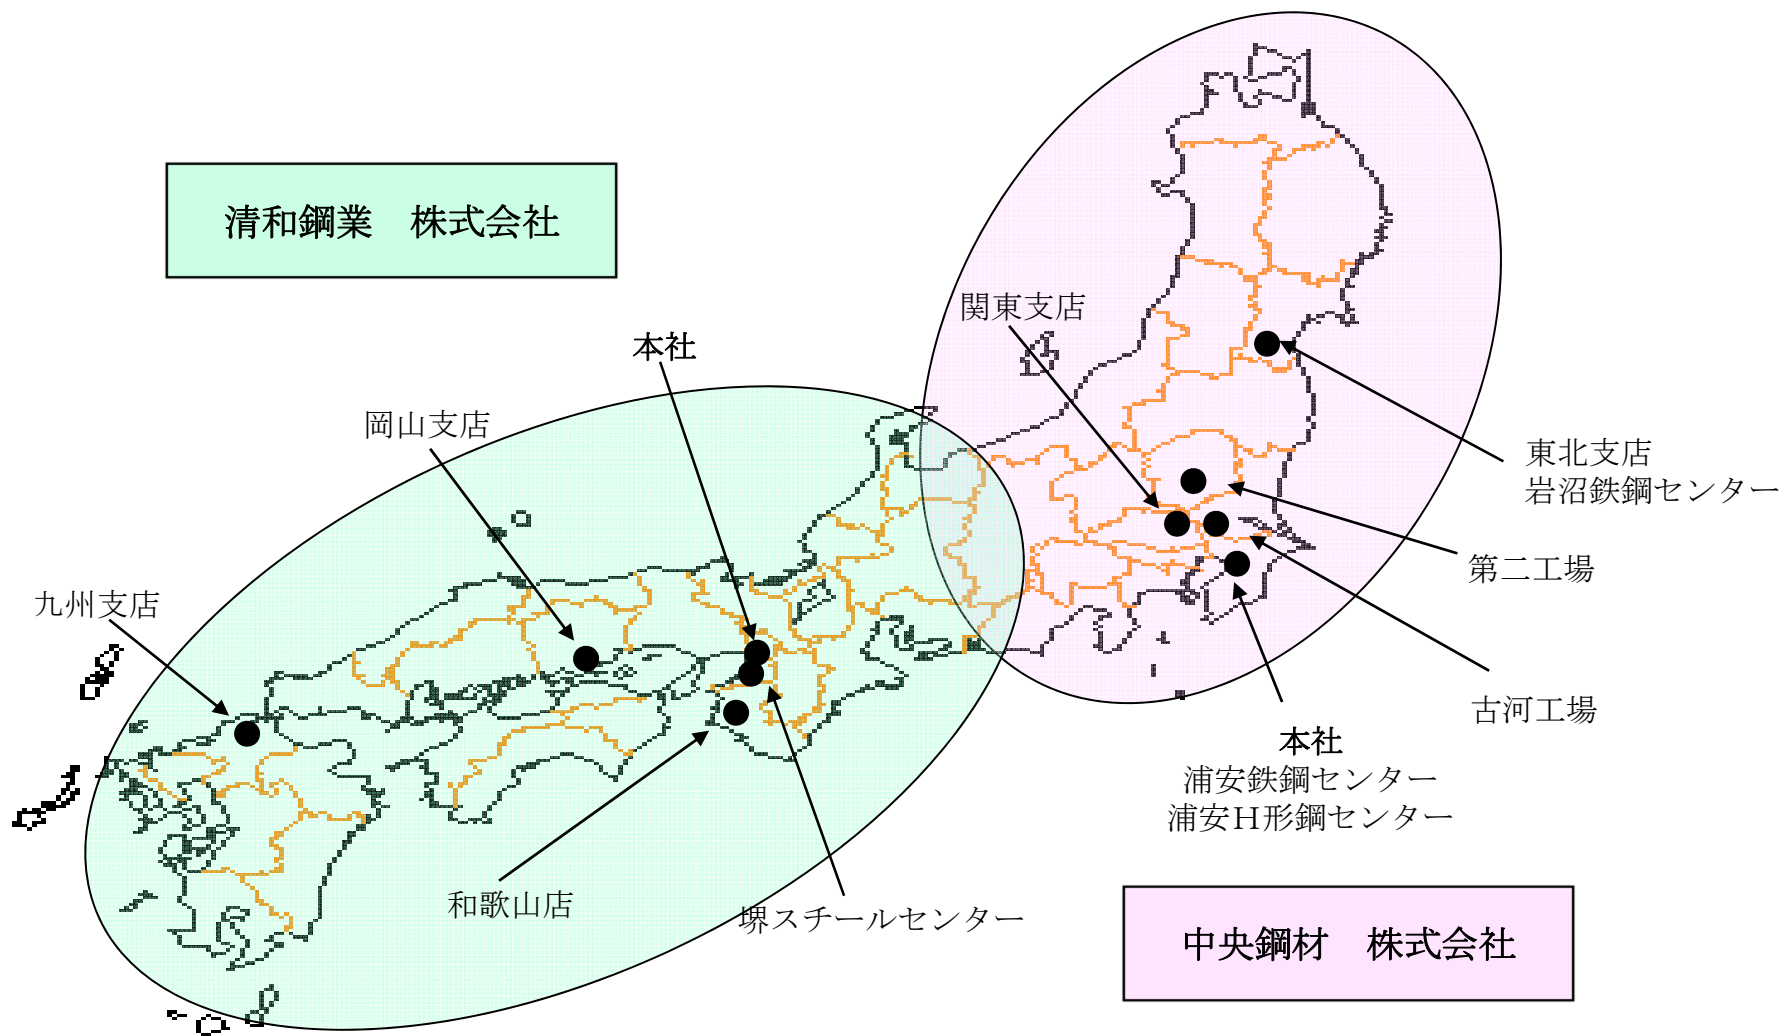 清和鋼業　株式会社
関東支店
本社
岡山支店
東北支店
岩沼鉄鋼センター
第二工場
九州支店
古河工場
本社
浦安鉄鋼センター
浦安Ｈ形鋼センター
和歌山店
堺スチールセンター
中央鋼材　株式会社